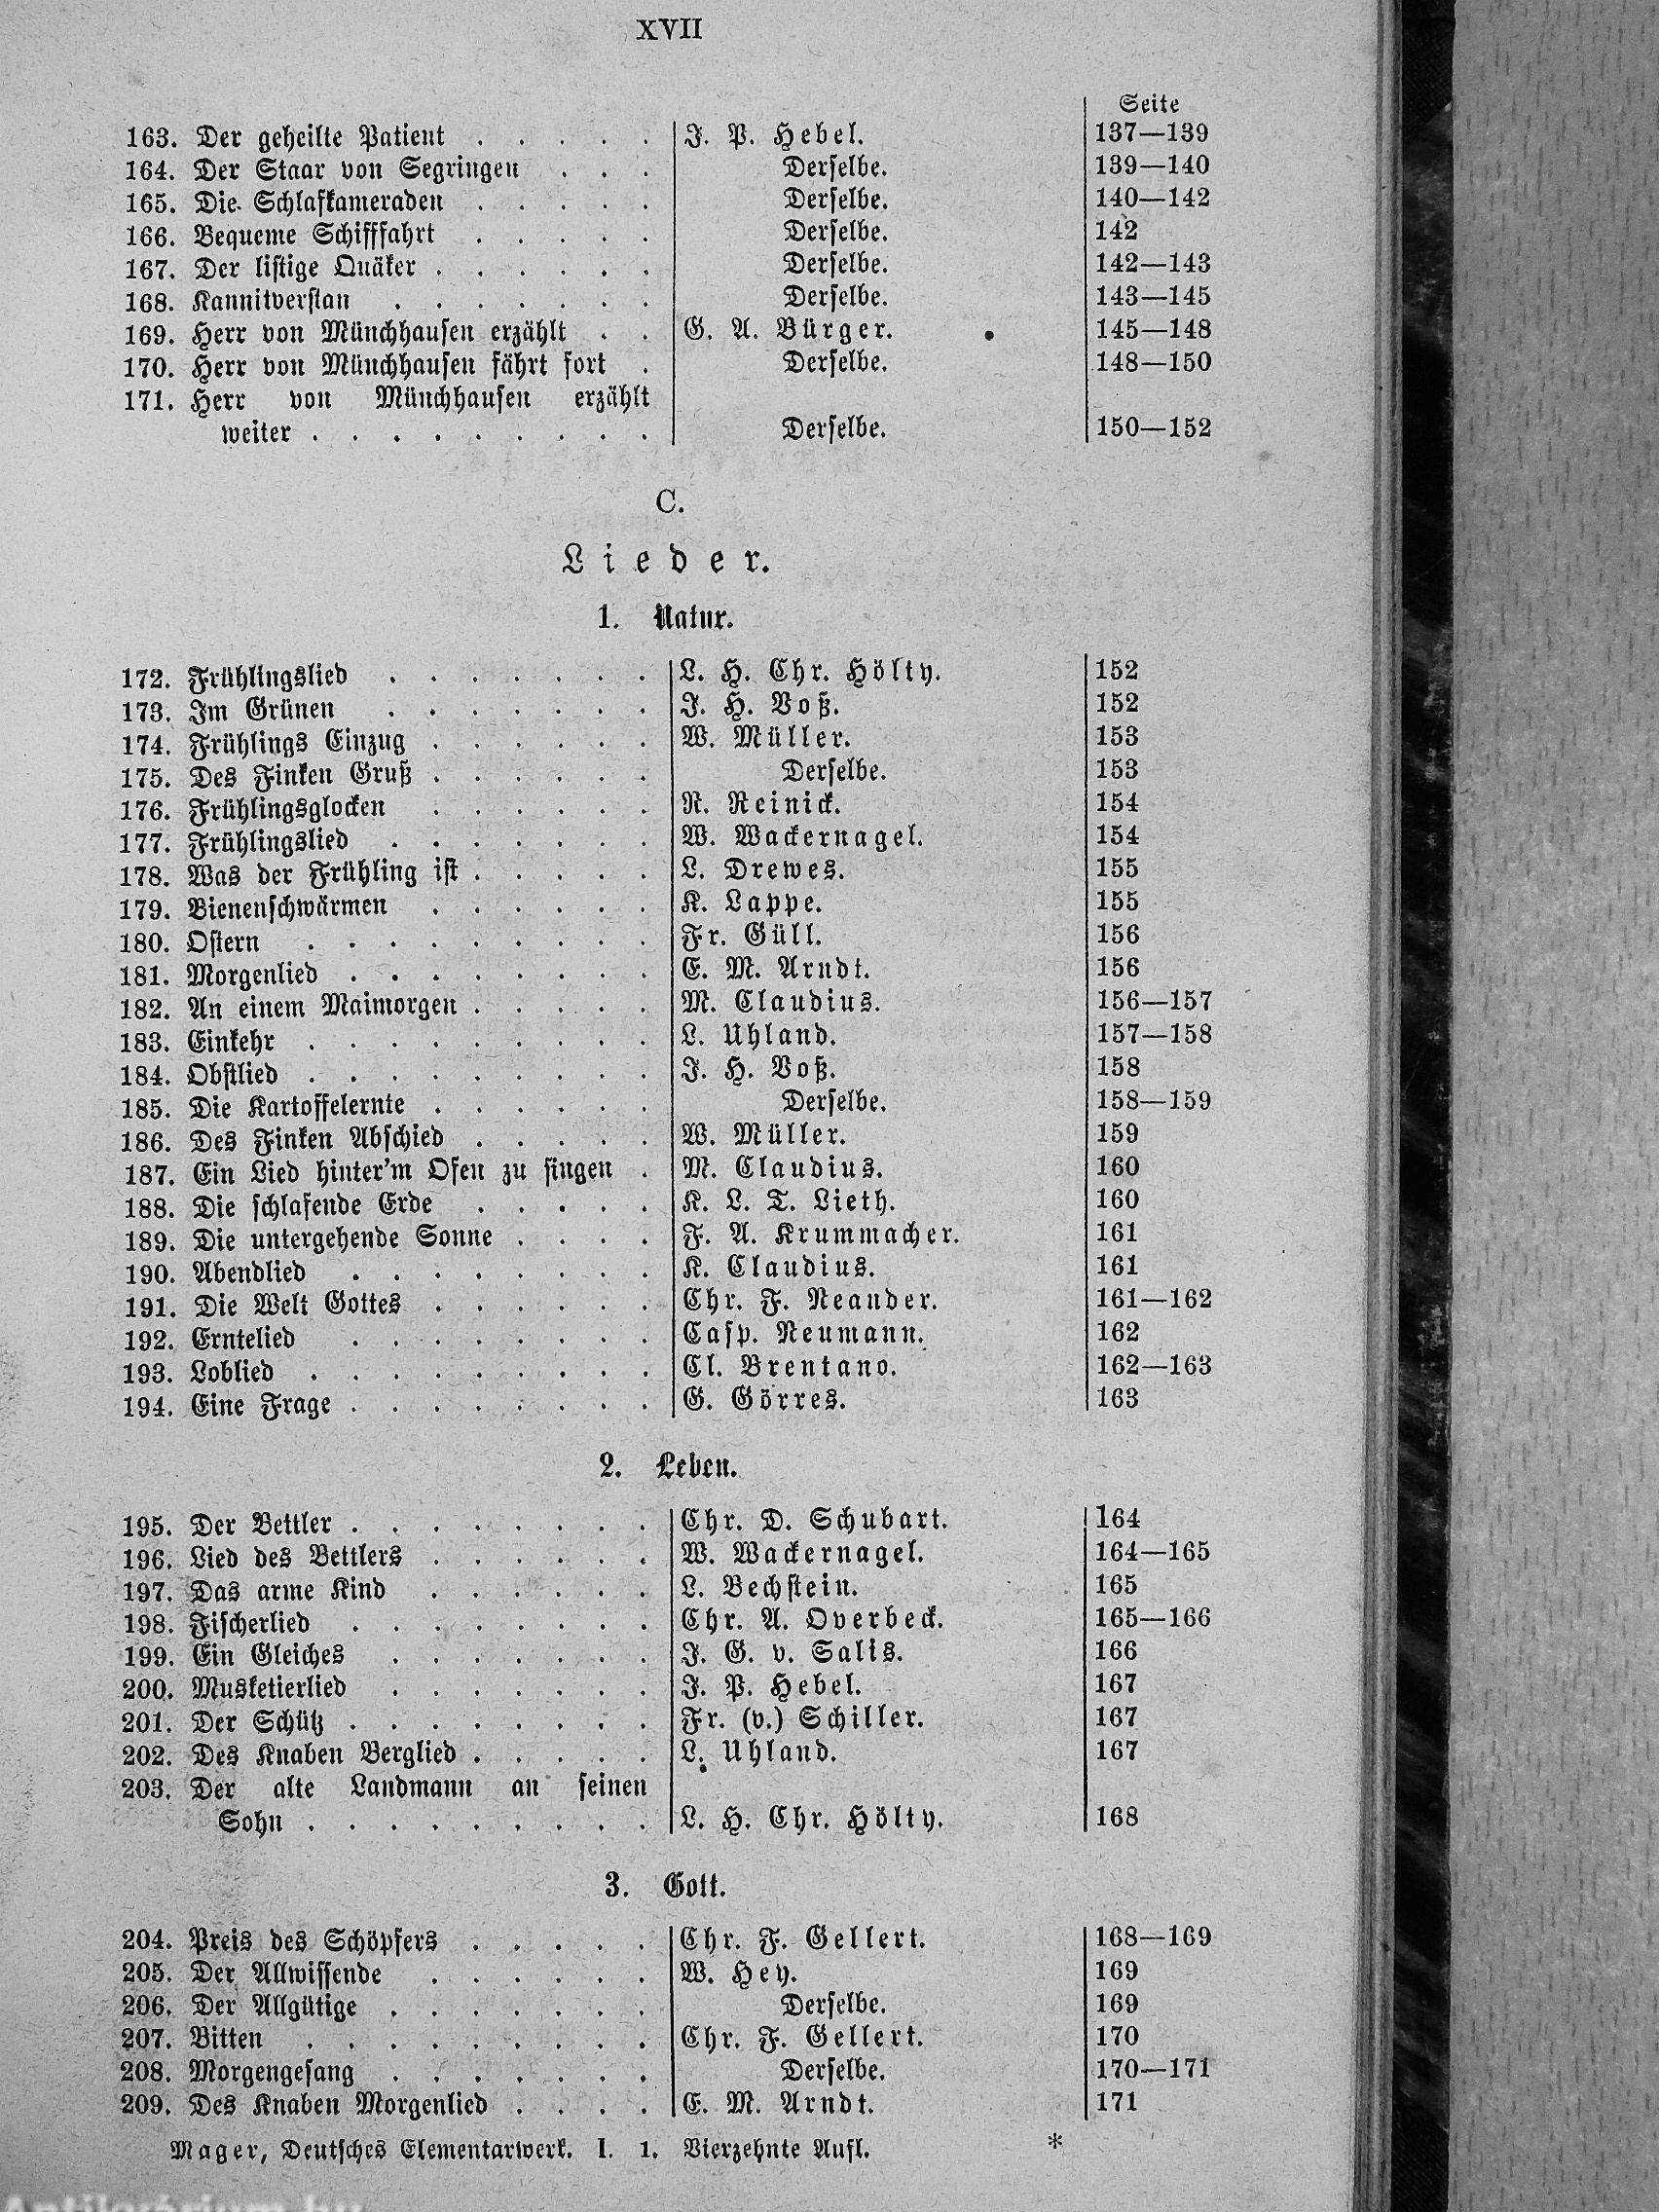 XVII
Seite
163. Der geheilte Patient . . . . . J. P. Hebel. 137—139
164. Der Staar von Segringen . . . Derselbe. 139—140
165. Die Schlafkameraden . . . . . Derselbe. 140—142
166. Bequeme Schifffahrt . . . . . Derselbe. 142
167. Der listige Quäker . . . . . . Derselbe. 142—143
168. Kannitverstan . . . . . . . Derselbe. 143—145
169. Herr von Münchhausen erzählt . . G. A. Bürger. 145—148
170. Herr von Münchhausen fährt fort . Derselbe. 148—150
171. Herr von Münchhausen erzählt
weiter . . . . . . . . . Derselbe. 150—152
C.
Lieder.
1. Natur.
172. Frühlingslied . . . . . . . L. H. Chr. Hölty. 152
173. Im Grünen . . . . . . . J. H. Voß. 152
174. Frühlings Einzug . . . . . . W. Müller. 153
175. Des Finken Gruß . . . . . . Derselbe. 153
176. Frühlingsglocken . . . . . . R. Reinick. 154
177. Frühlingslied . . . . . . . W. Wackernagel. 154
178. Was der Frühling ist . . . . . L. Drewes. 155
179. Bienenschwärmen . . . . . . K. Lappe. 155
180. Ostern . . . . . . . . . Fr. Güll. 156
181. Morgenlied . . . . . . . . E. M. Arndt. 156
182. An einem Maimorgen . . . . . M. Claudius. 156—157
183. Einkehr . . . . . . . . . L. Uhland. 157—158
184. Obstlied . . . . . . . . . J. H. Voß. 158
185. Die Kartoffelernte . . . . . . Derselbe. 158—159
186. Des Finken Abschied . . . . . W. Müller. 159
187. Ein Lied hinter'm Ofen zu singen . M. Claudius. 160
188. Die schlafende Erde . . . . . K. L. T. Lieth. 160
189. Die untergehende Sonne . . . . F. A. Krummacher. 161
190. Abendlied . . . . . . . . K. Claudius. 161
191. Die Welt Gottes . . . . . . Chr. F. Neander. 161—162
192. Erntelied . . . . . . . . Casp. Neumann. 162
193. Loblied . . . . . . . . . Cl. Brentano. 162—163
194. Eine Frage . . . . . . . . G. Görres. 163
2. Leben.
195. Der Bettler . . . . . . . . Chr. D. Schubart. 164
196. Lied des Bettlers . . . . . . W. Wackernagel. 164—165
197. Das arme Kind . . . . . . L. Bechstein. 165
198. Fischerlied . . . . . . . . Chr. A. Overbeck. 165—166
199. Ein Gleiches . . . . . . . J. G. v. Salis. 166
200. Musketierlied . . . . . . . J. P. Hebel. 167
201. Der Schütz . . . . . . . . Fr. (v.) Schiller. 167
202. Des Knaben Berglied . . . . . L. Uhland. 167
203. Der alte Landmann an seinen
Sohn . . . . . . . . . L. H. Chr. Hölty. 168
3. Gott.
204. Preis des Schöpfers . . . . . Chr. F. Gellert. 168—169
205. Der Allwissende . . . . . . W. Hey. 169
206. Der Allgütige . . . . . . . Derselbe. 169
207. Bitten . . . . . . . . . Chr. F. Gellert. 170
208. Morgengesang . . . . . . . Derselbe. 170—171
209. Des Knaben Morgenlied . . . . E. M. Arndt. 171
Mager, Deutsches Elementarwerk. I. 1. Vierzehnte Aufl. *